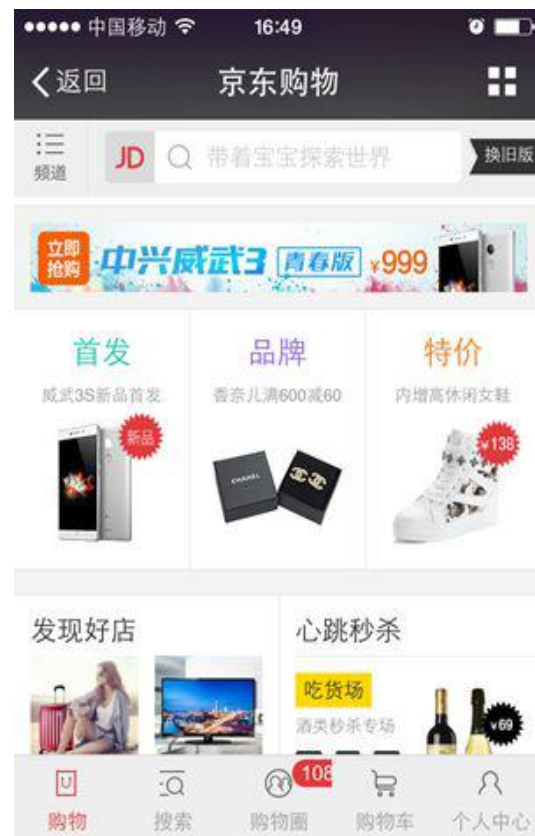 中国移动 16:49
返回 京东购物
频道 JD 带着宝宝探索世界 换旧版
立即抢购 中兴威武3 青春版 ¥999
首发 品牌 特价
威武3S新品首发 香奈儿满600减60 内增高休闲女鞋
新品 CHANEL ¥138
发现好店 心跳秒杀
吃货场
酒类秒杀专场 ¥69
108
购物 搜索 购物圈 购物车 个人中心